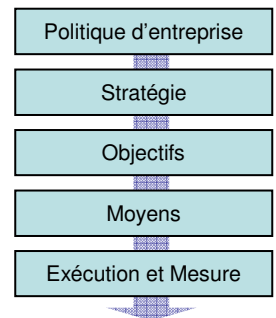 Politique d'entreprise
Stratégie
Objectifs
Moyens
Exécution et Mesure